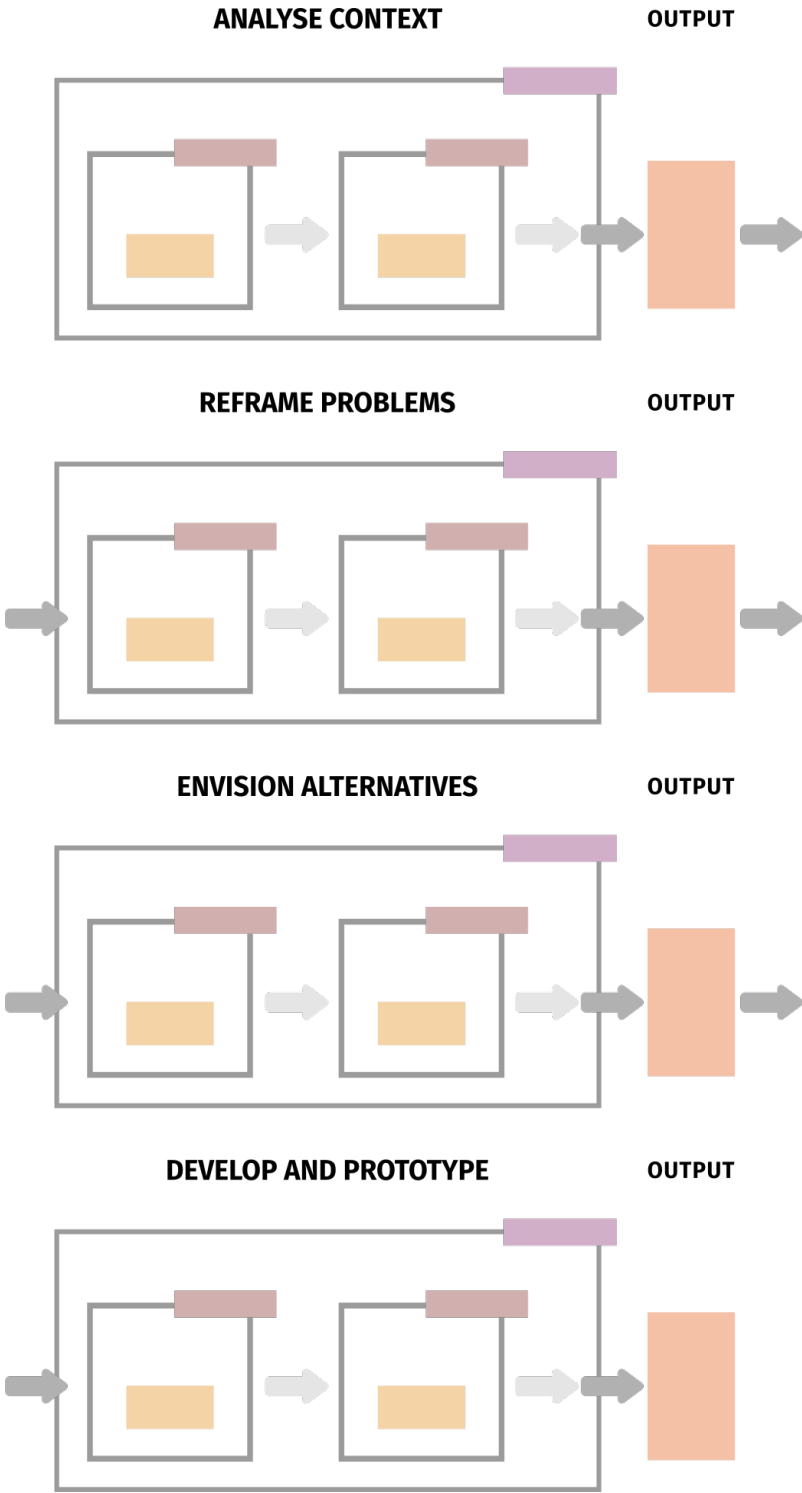 ANALYSE CONTEXT
OUTPUT
REFRAME PROBLEMS
OUTPUT
ENVISION ALTERNATIVES
OUTPUT
DEVELOP AND PROTOTYPE
OUTPUT